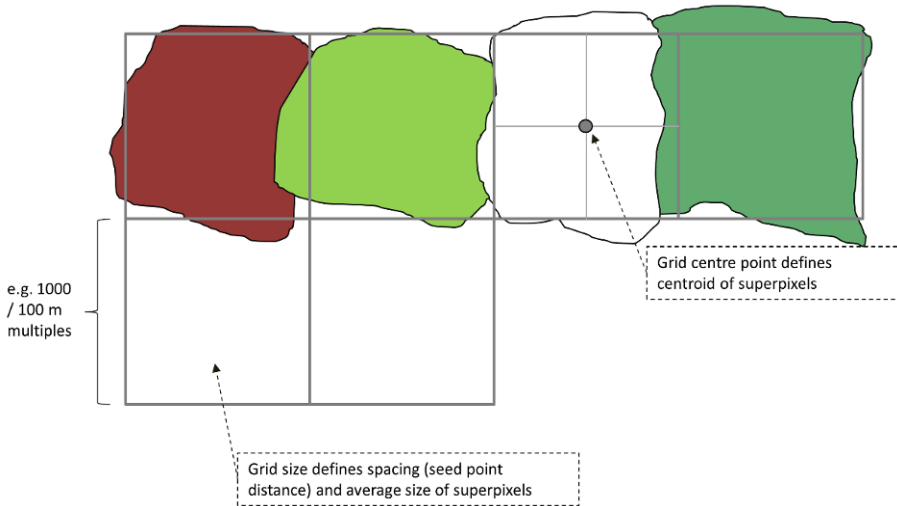 Grid centre point defines
centroid of superpixels
e.g. 1000
/ 100 m
multiples
Grid size defines spacing (seed point
distance) and average size of superpixels